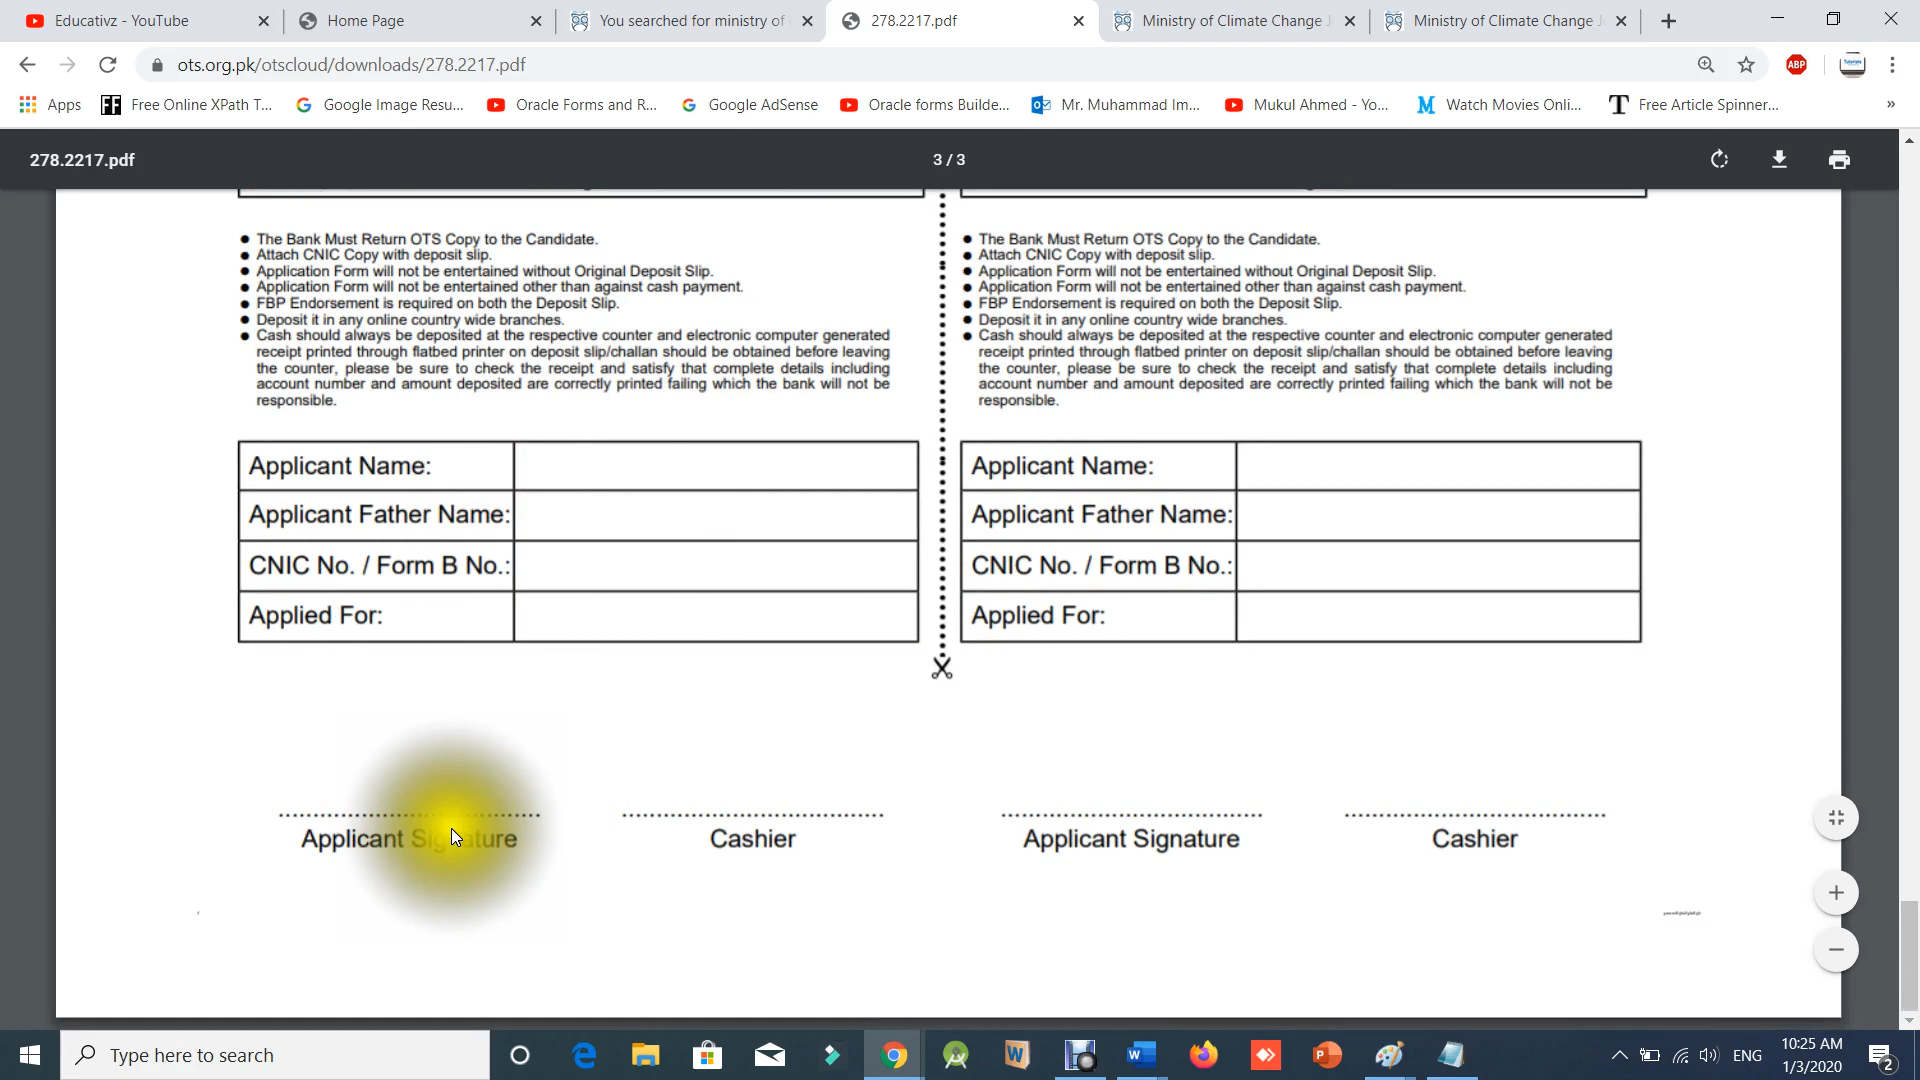 Educativz - YouTube
Home Page
You searched for ministry of
278.2217.pdf
Ministry of Climate Change
Ministry of Climate Change
ots.org.pk/otscloud/downloads/278.2217.pdf
ABP
Apps
Free Online XPath T...
Google Image Resu...
Oracle Forms and R...
Google AdSense
Oracle forms Builde...
Mr. Muhammad Im...
Mukul Ahmed - Yo...
Watch Movies Onli...
Free Article Spinner...
»
278.2217.pdf
3 / 3
● The Bank Must Return OTS Copy to the Candidate.
● Attach CNIC Copy with deposit slip.
● Application Form will not be entertained without Original Deposit Slip.
● Application Form will not be entertained other than against cash payment.
● FBP Endorsement is required on both the Deposit Slip.
● Deposit it in any online country wide branches.
● Cash should always be deposited at the respective counter and electronic computer generated
receipt printed through flatbed printer on deposit slip/challan should be obtained before leaving
the counter, please be sure to check the receipt and satisfy that complete details including
account number and amount deposited are correctly printed failing which the bank will not be
responsible.
Applicant Name:
Applicant Father Name:
CNIC No. / Form B No.:
Applied For:
Applicant Signature
Cashier
● The Bank Must Return OTS Copy to the Candidate.
● Attach CNIC Copy with deposit slip.
● Application Form will not be entertained without Original Deposit Slip.
● Application Form will not be entertained other than against cash payment.
● FBP Endorsement is required on both the Deposit Slip.
● Deposit it in any online country wide branches.
● Cash should always be deposited at the respective counter and electronic computer generated
receipt printed through flatbed printer on deposit slip/challan should be obtained before leaving
the counter, please be sure to check the receipt and satisfy that complete details including
account number and amount deposited are correctly printed failing which the bank will not be
responsible.
Applicant Name:
Applicant Father Name:
CNIC No. / Form B No.:
Applied For:
Applicant Signature
Cashier
Type here to search
ENG
10:25 AM
1/3/2020
2